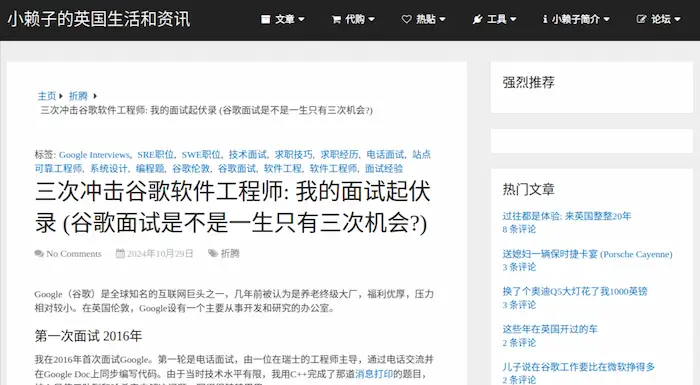 小赖子的英国生活和资讯
文章 代购 热贴 工具 小赖子简介 论坛
主页 折腾
三次冲击谷歌软件工程师: 我的面试起伏录 (谷歌面试是不是一生只有三次机会?)
标签: Google Interviews, SRE职位, SWE职位, 技术面试, 求职技巧, 求职经历, 电话面试, 站点
可靠工程师, 系统设计, 编程题, 谷歌伦敦, 谷歌面试, 软件工程, 软件工程师, 面试经验
三次冲击谷歌软件工程师: 我的面试起伏
录 (谷歌面试是不是一生只有三次机会?)
No Comments 2024年10月29日 折腾
Google（谷歌）是全球知名的互联网巨头之一，几年前被认为是养老终级大厂，福利优厚，压力
相对较小。在英国伦敦，Google设有一个主要从事开发和研究的办公室。
第一次面试 2016年
我在2016年首次面试Google。第一轮是电话面试，由一位在瑞士的工程师主导，通过电话交流并
在Google Doc上同步编写代码。由于当时技术水平有限，我用C++完成了那道消息打印的题目，
强烈推荐
热门文章
过往都是体验: 来英国整整20年
8 条评论
送媳妇一辆保时捷卡宴 (Porsche Cayenne)
3 条评论
换了个奥迪Q5大灯花了我1000英镑
3 条评论
这些年在英国开过的车
2 条评论
儿子说在谷歌工作要比在微软挣得多
2 条评论